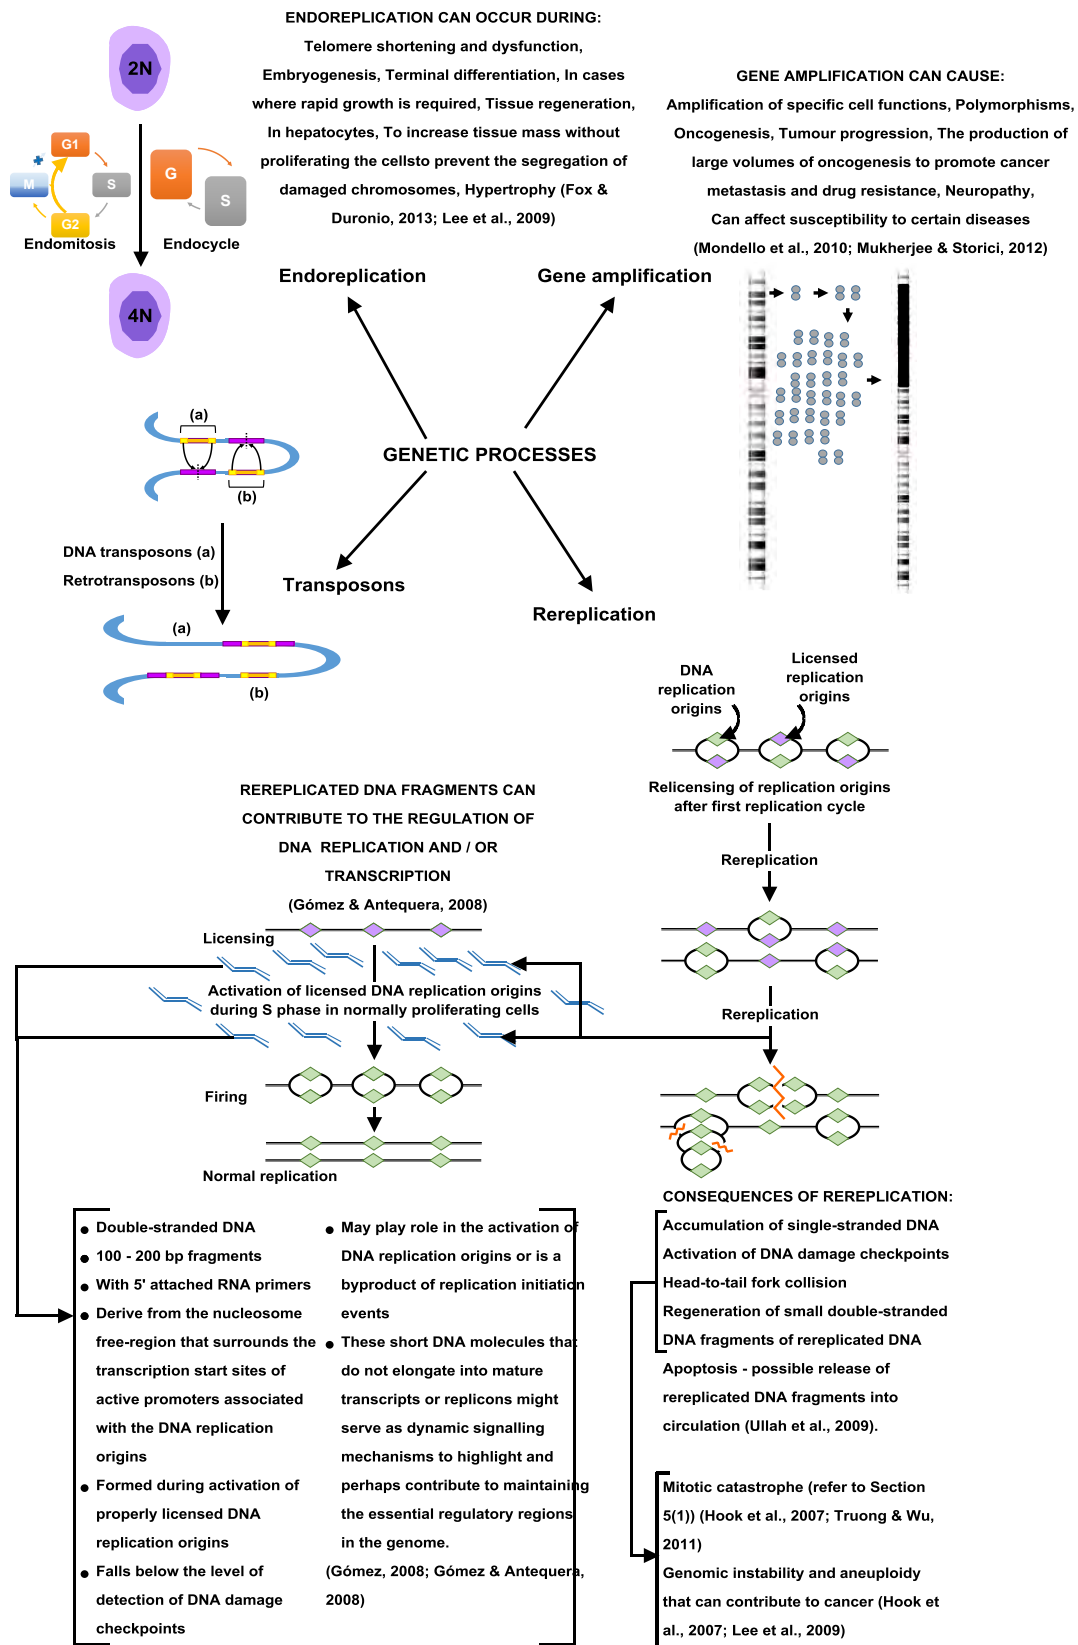 ENDOREPLICATION CAN OCCUR DURING:
Telomere shortening and dysfunction,
Embryogenesis, Terminal differentiation, In cases
where rapid growth is required, Tissue regeneration,
In hepatocytes, To increase tissue mass without
proliferating the cellsto prevent the segregation of
damaged chromosomes, Hypertrophy (Fox &
Duronio, 2013; Lee et al., 2009)
2N
G1
M
S
G2
Endomitosis
G
S
Endocycle
4N
GENE AMPLIFICATION CAN CAUSE:
Amplification of specific cell functions, Polymorphisms,
Oncogenesis, Tumour progression, The production of
large volumes of oncogenesis to promote cancer
metastasis and drug resistance, Neuropathy,
Can affect susceptibility to certain diseases
(Mondello et al., 2010; Mukherjee & Storici, 2012)
Endoreplication
Gene amplification
GENETIC PROCESSES
Transposons
Rereplication
(a)
(b)
DNA transposons (a)
Retrotransposons (b)
(a)
(b)
DNA
replication
origins
Licensed
replication
origins
Relicensing of replication origins
after first replication cycle
Rereplication
Rereplication
REREPLICATED DNA FRAGMENTS CAN
CONTRIBUTE TO THE REGULATION OF
DNA REPLICATION AND / OR
TRANSCRIPTION
(Gómez & Antequera, 2008)
Licensing
Activation of licensed DNA replication origins
during S phase in normally proliferating cells
Firing
Normal replication
● Double-stranded DNA
● 100 - 200 bp fragments
● With 5' attached RNA primers
● Derive from the nucleosome
free-region that surrounds the
transcription start sites of
active promoters associated
with the DNA replication
origins
● Formed during activation of
properly licensed DNA
replication origins
● Falls below the level of
detection of DNA damage
checkpoints
● May play role in the activation of
DNA replication origins or is a
byproduct of replication initiation
events
● These short DNA molecules that
do not elongate into mature
transcripts or replicons might
serve as dynamic signalling
mechanisms to highlight and
perhaps contribute to maintaining
the essential regulatory regions
in the genome.
(Gómez, 2008; Gómez & Antequera,
2008)
CONSEQUENCES OF REREPLICATION:
Accumulation of single-stranded DNA
Activation of DNA damage checkpoints
Head-to-tail fork collision
Regeneration of small double-stranded
DNA fragments of rereplicated DNA
Apoptosis - possible release of
rereplicated DNA fragments into
circulation (Ullah et al., 2009).
Mitotic catastrophe (refer to Section
5(1)) (Hook et al., 2007; Truong & Wu,
2011)
Genomic instability and aneuploidy
that can contribute to cancer (Hook et
al., 2007; Lee et al., 2009)